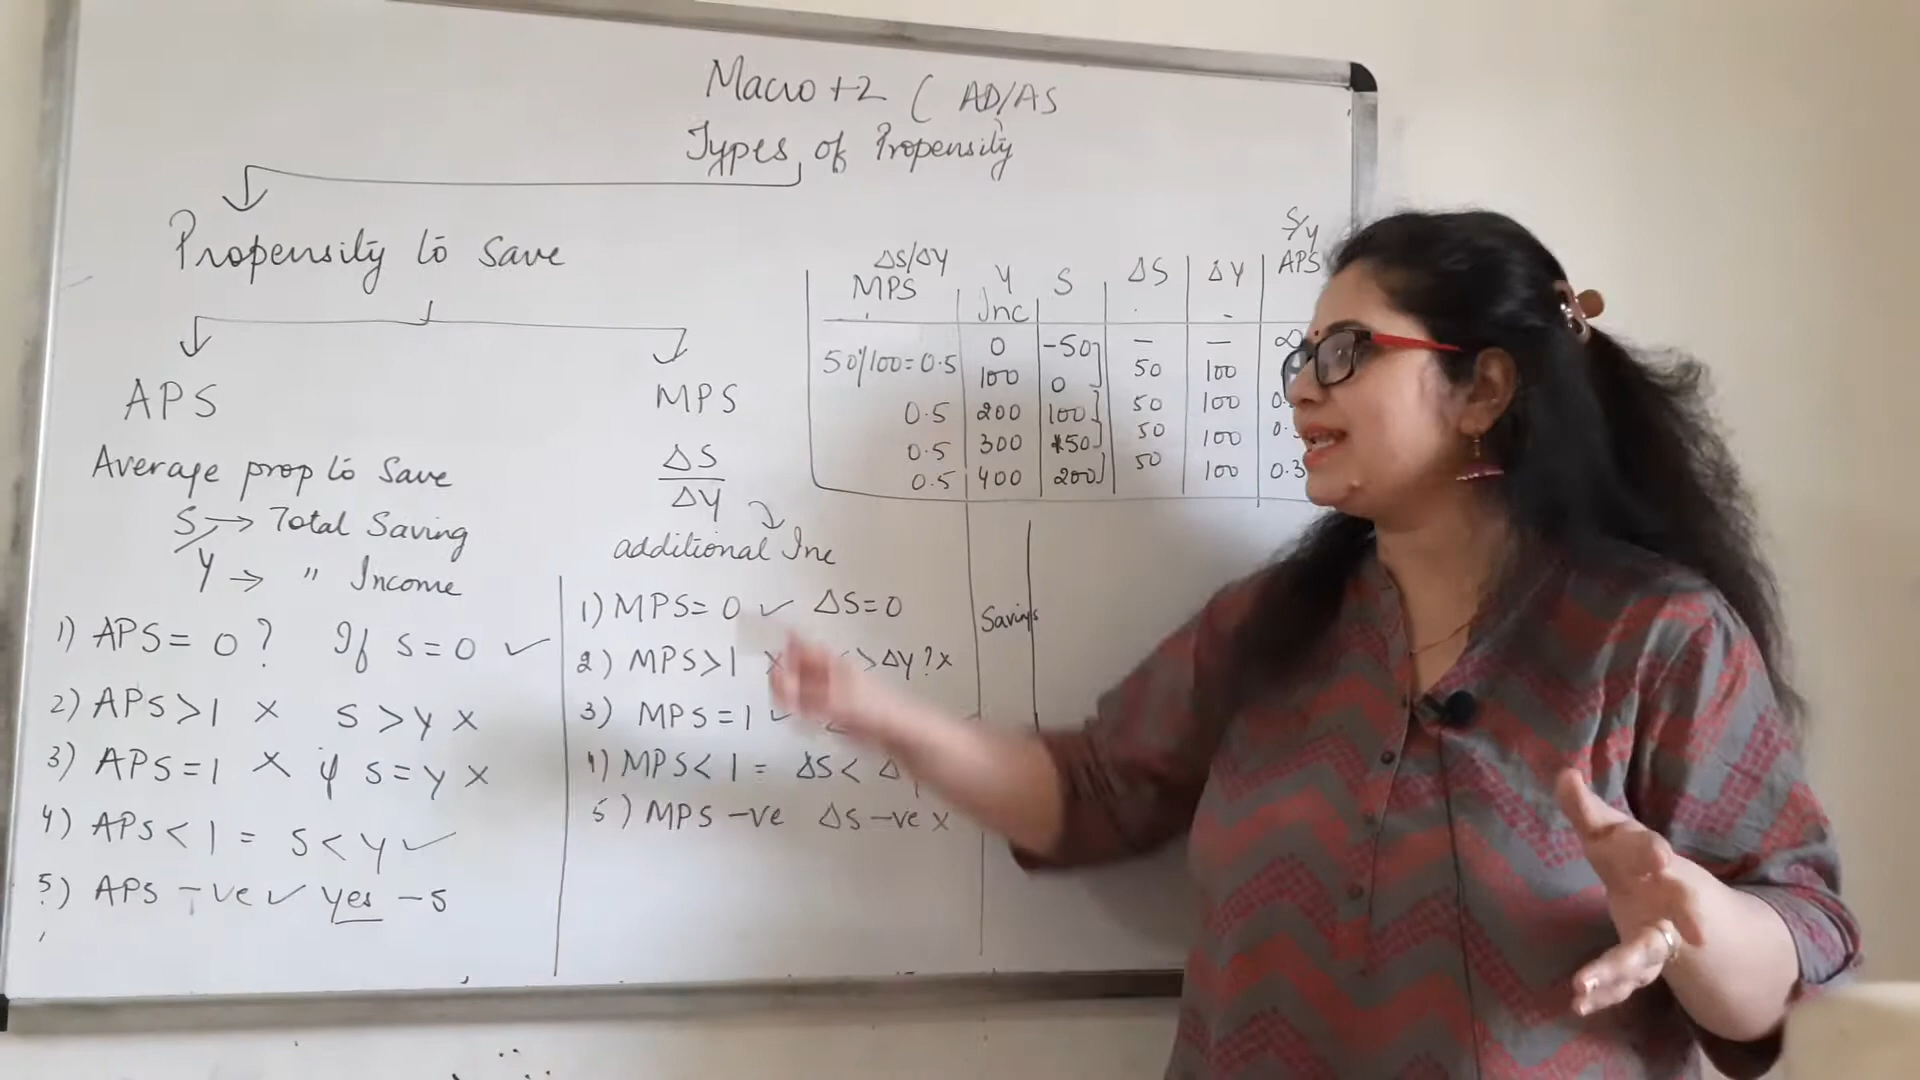 Macro +2 ( AD/AS
Types of Propensity
Propensity to save
APS
Average prop to Save
S → Total Saving
Y → " Income
1) APS = 0 ? If S = 0 ✓
2) APS > 1 × S > Y ×
3) APS = 1 × if S = Y ×
4) APS < 1 = S < Y ✓
5) APS -ve ✓ yes -S
MPS
ΔS
ΔY
additional Inc
1) MPS = 0 ✓ ΔS = 0
2) MPS > 1 × > ΔY ? ×
3) MPS = 1 ✓
4) MPS < 1 = ΔS < Δ
5) MPS -ve ΔS -ve ×
ΔS/ΔY S/Y
MPS Y Inc S ΔS ΔY APS
50/100 = 0.5 0 -50 — — ∞
100 0 50 100
0.5 200 100 50 100 0.
0.5 300 150 50 100 0.
0.5 400 200 50 100 0.3
Savings